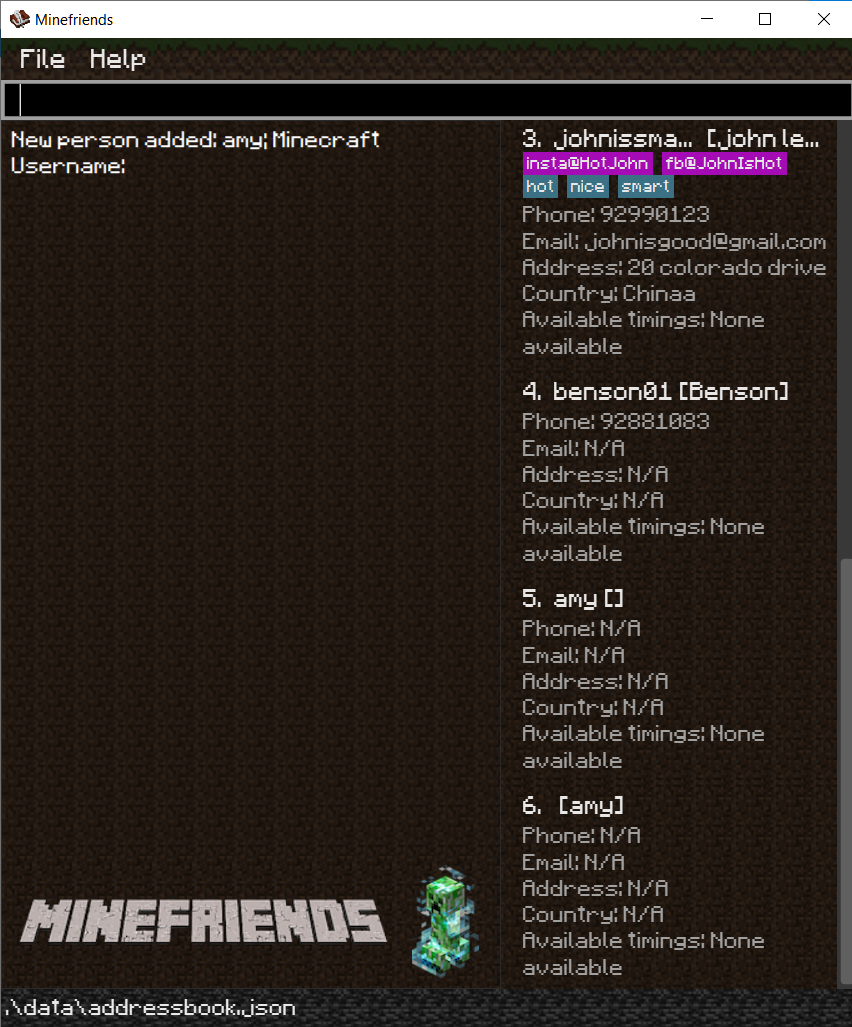 Minefriends
File Help
New person added: amy; Minecraft
Username:
3. johnissma... [john le...
insta@HotJohn fb@JohnIsHot
hot nice smart
Phone: 92990123
Email: johnisgood@gmail.com
Address: 20 colorado drive
Country: Chinaa
Available timings: None
available
4. benson01 [Benson]
Phone: 92881083
Email: N/A
Address: N/A
Country: N/A
Available timings: None
available
5. amy []
Phone: N/A
Email: N/A
Address: N/A
Country: N/A
Available timings: None
available
6. [amy]
Phone: N/A
Email: N/A
Address: N/A
Country: N/A
Available timings: None
available
MINEFRIENDS
.\data\addressbook.json